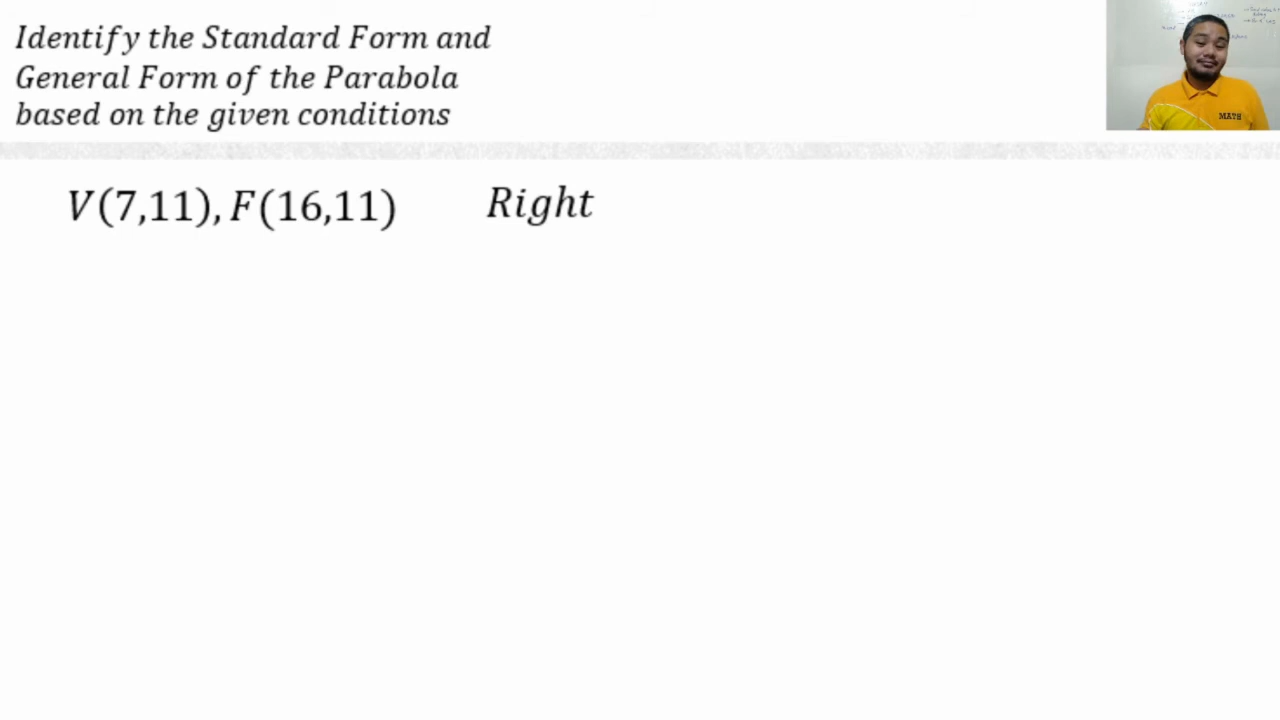 Identify the Standard Form and
General Form of the Parabola
based on the given conditions
V(7,11), F(16,11) Right
MATH